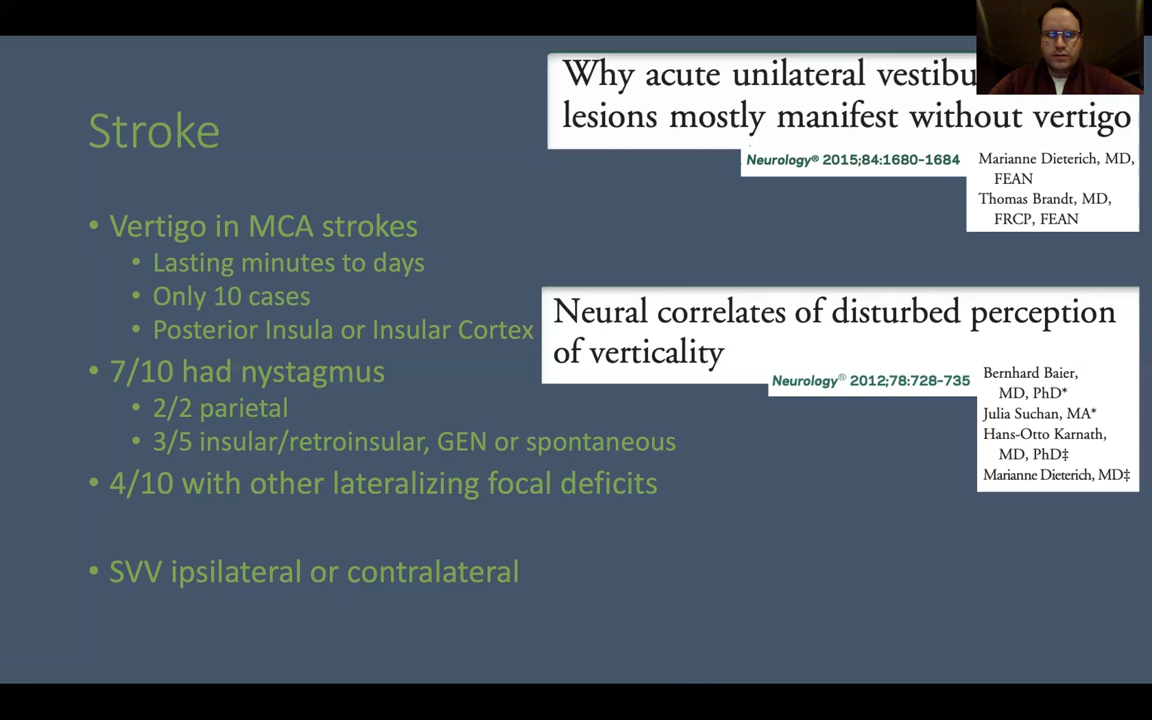 Stroke
• Vertigo in MCA strokes
• Lasting minutes to days
• Only 10 cases
• Posterior Insula or Insular Cortex
• 7/10 had nystagmus
• 2/2 parietal
• 3/5 insular/retroinsular, GEN or spontaneous
• 4/10 with other lateralizing focal deficits
• SVV ipsilateral or contralateral
Why acute unilateral
lesions mostly manifest without vertigo
Neurology® 2015;84:1680-1684
Marianne Dieterich, MD,
FEAN
Thomas Brandt, MD,
FRCP, FEAN
Neural correlates of disturbed perception
of verticality
Neurology® 2012;78:728-735
Bernhard Baier,
MD, PhD*
Julia Suchan, MA*
Hans-Otto Karnath,
MD, PhD‡
Marianne Dieterich, MD‡